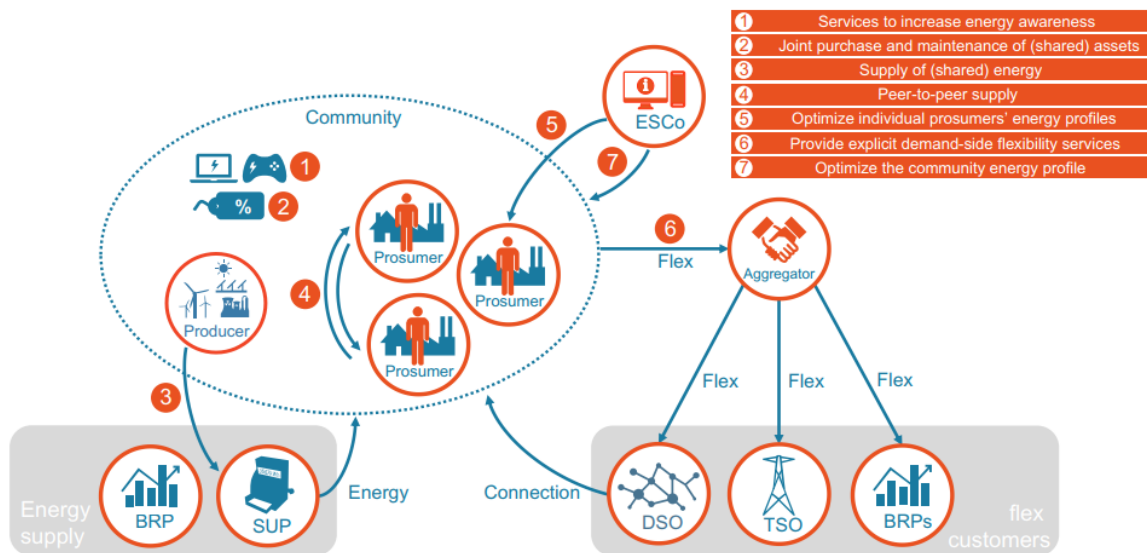 1 Services to increase energy awareness
2 Joint purchase and maintenance of (shared) assets
3 Supply of (shared) energy
4 Peer-to-peer supply
5 Optimize individual prosumers' energy profiles
6 Provide explicit demand-side flexibility services
7 Optimize the community energy profile
Community
ESCo
5
7
1
% 2
Prosumer
Prosumer
Prosumer
4
Producer
3
6
Flex
Aggregator
Flex
Flex
Flex
Energy
supply
BRP
SUP
Energy
Connection
DSO
TSO
BRPs
flex
customers